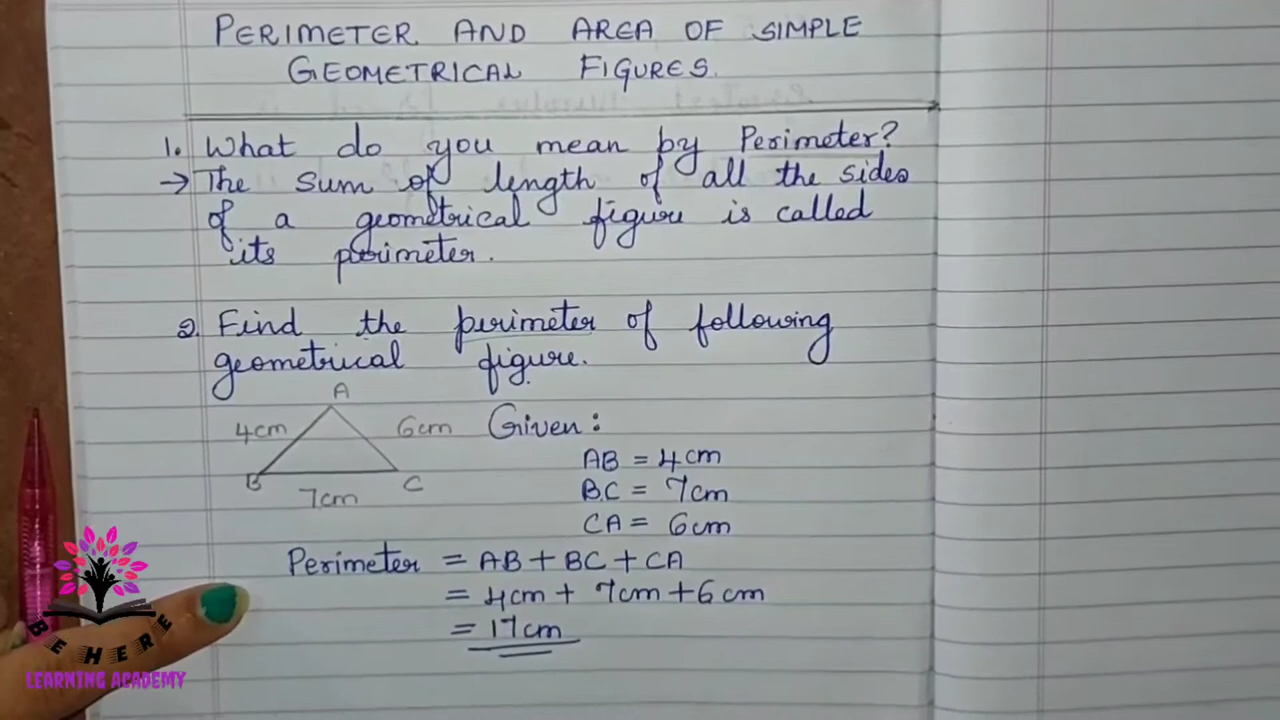 PERIMETER AND AREA OF SIMPLE
GEOMETRICAL FIGURES.
1. What do you mean by Perimeter?
→ The sum of length of all the sides
of a geometrical figure is called
its perimeter.
2. Find the perimeter of following
geometrical figure.
A
4cm 6cm Given:
AB = 4cm
B C
7cm
BC = 7cm
CA = 6cm
Perimeter = AB + BC + CA
= 4cm + 7cm + 6cm
= 17cm
BEHERE
LEARNING ACADEMY